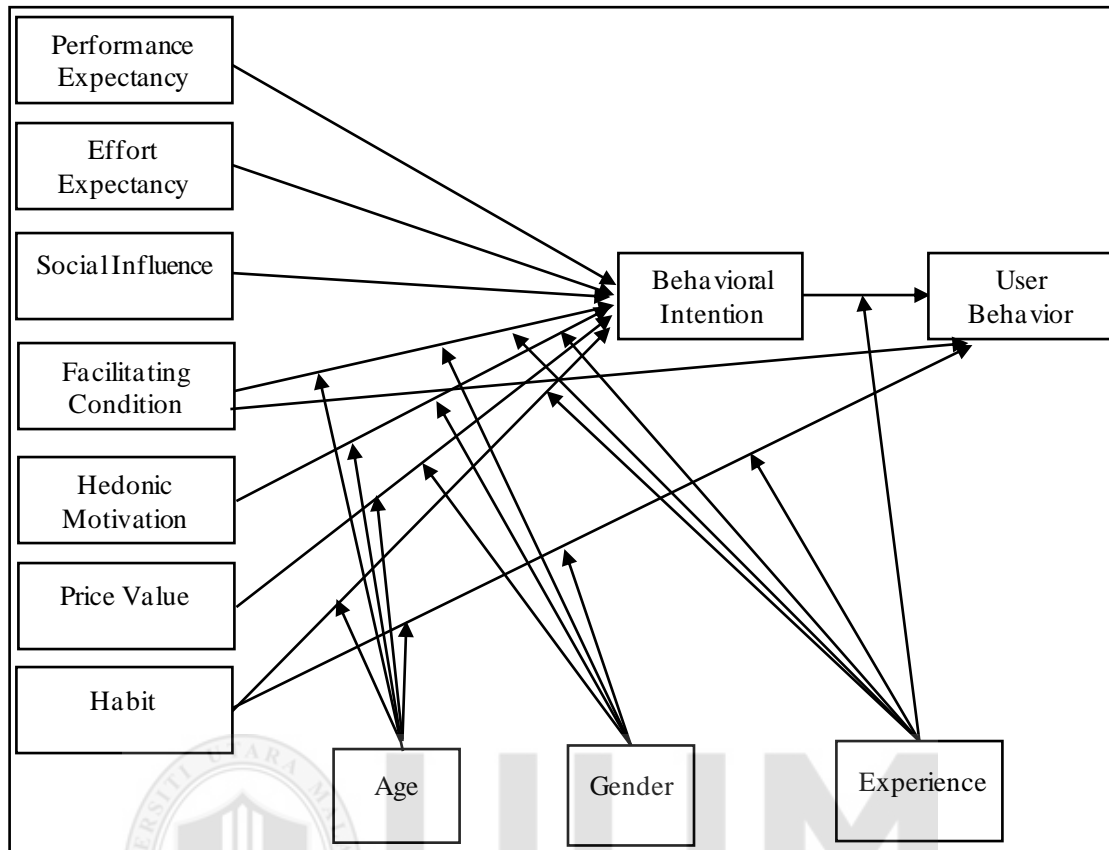 Performance
Expectancy
Effort
Expectancy
Social Influence
Facilitating
Condition
Hedonic
Motivation
Price Value
Habit
Behavioral
Intention
User
Behavior
Age
Gender
Experience
UUM